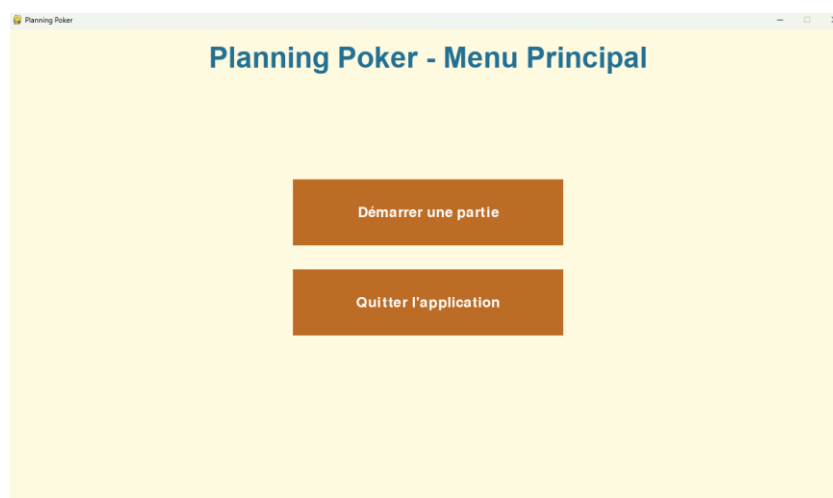 Planning Poker
Planning Poker - Menu Principal
Démarrer une partie
Quitter l'application